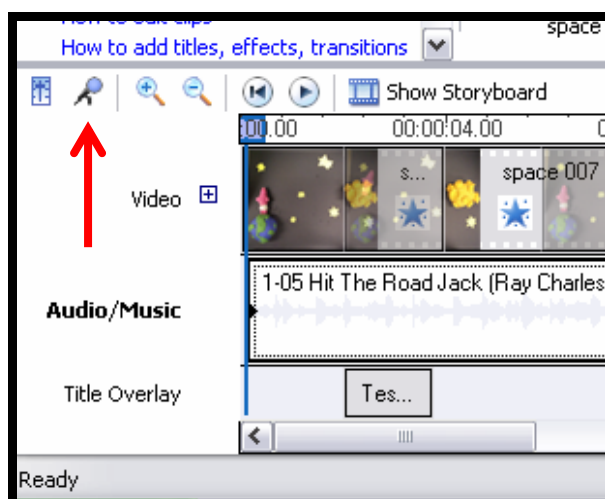 How to edit clips
How to add titles, effects, transitions
space
Show Storyboard
:00.00 00:00:04.00
Video
s... space 007
1-05 Hit The Road Jack (Ray Charles
Audio/Music
Title Overlay
Tes...
Ready